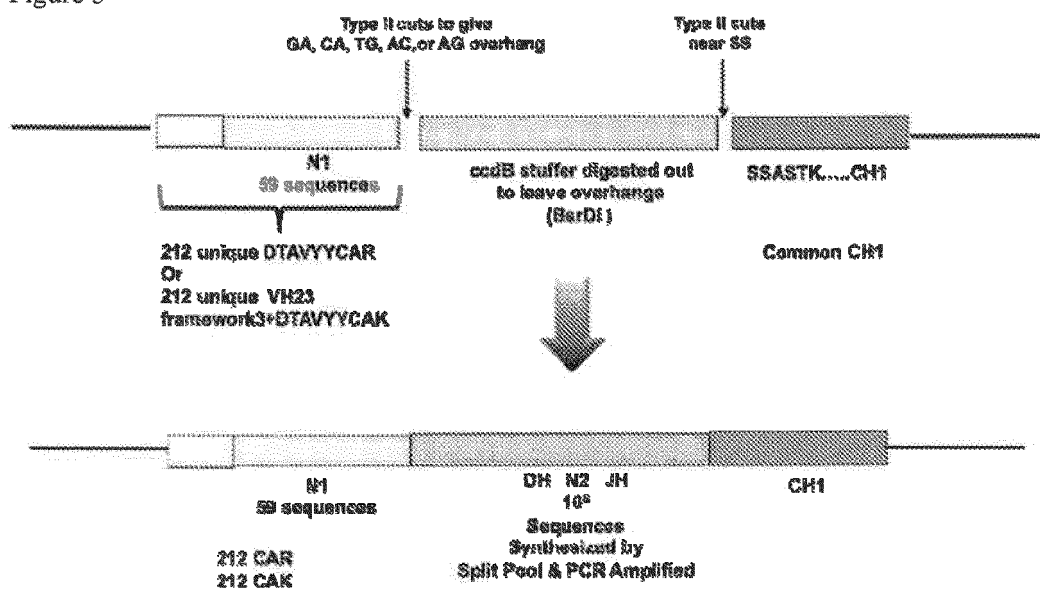 Type II cuts to give
GA, CA, TG, AC, or AG overhang
Type II cuts
near SS
N1
59 sequences
ccdB stuffer digested out
to leave overhange
(BsrDI)
SSASTK.....CH1
212 unique DTAVYYCAR
Or
212 unique VH23
framework3+DTAVYYCAK
Common CH1
N1
59 sequences
DH N2 JH
Sequences
Synthesized by
Split Pool & PCR Amplified
CH1
212 CAR
212 CAK